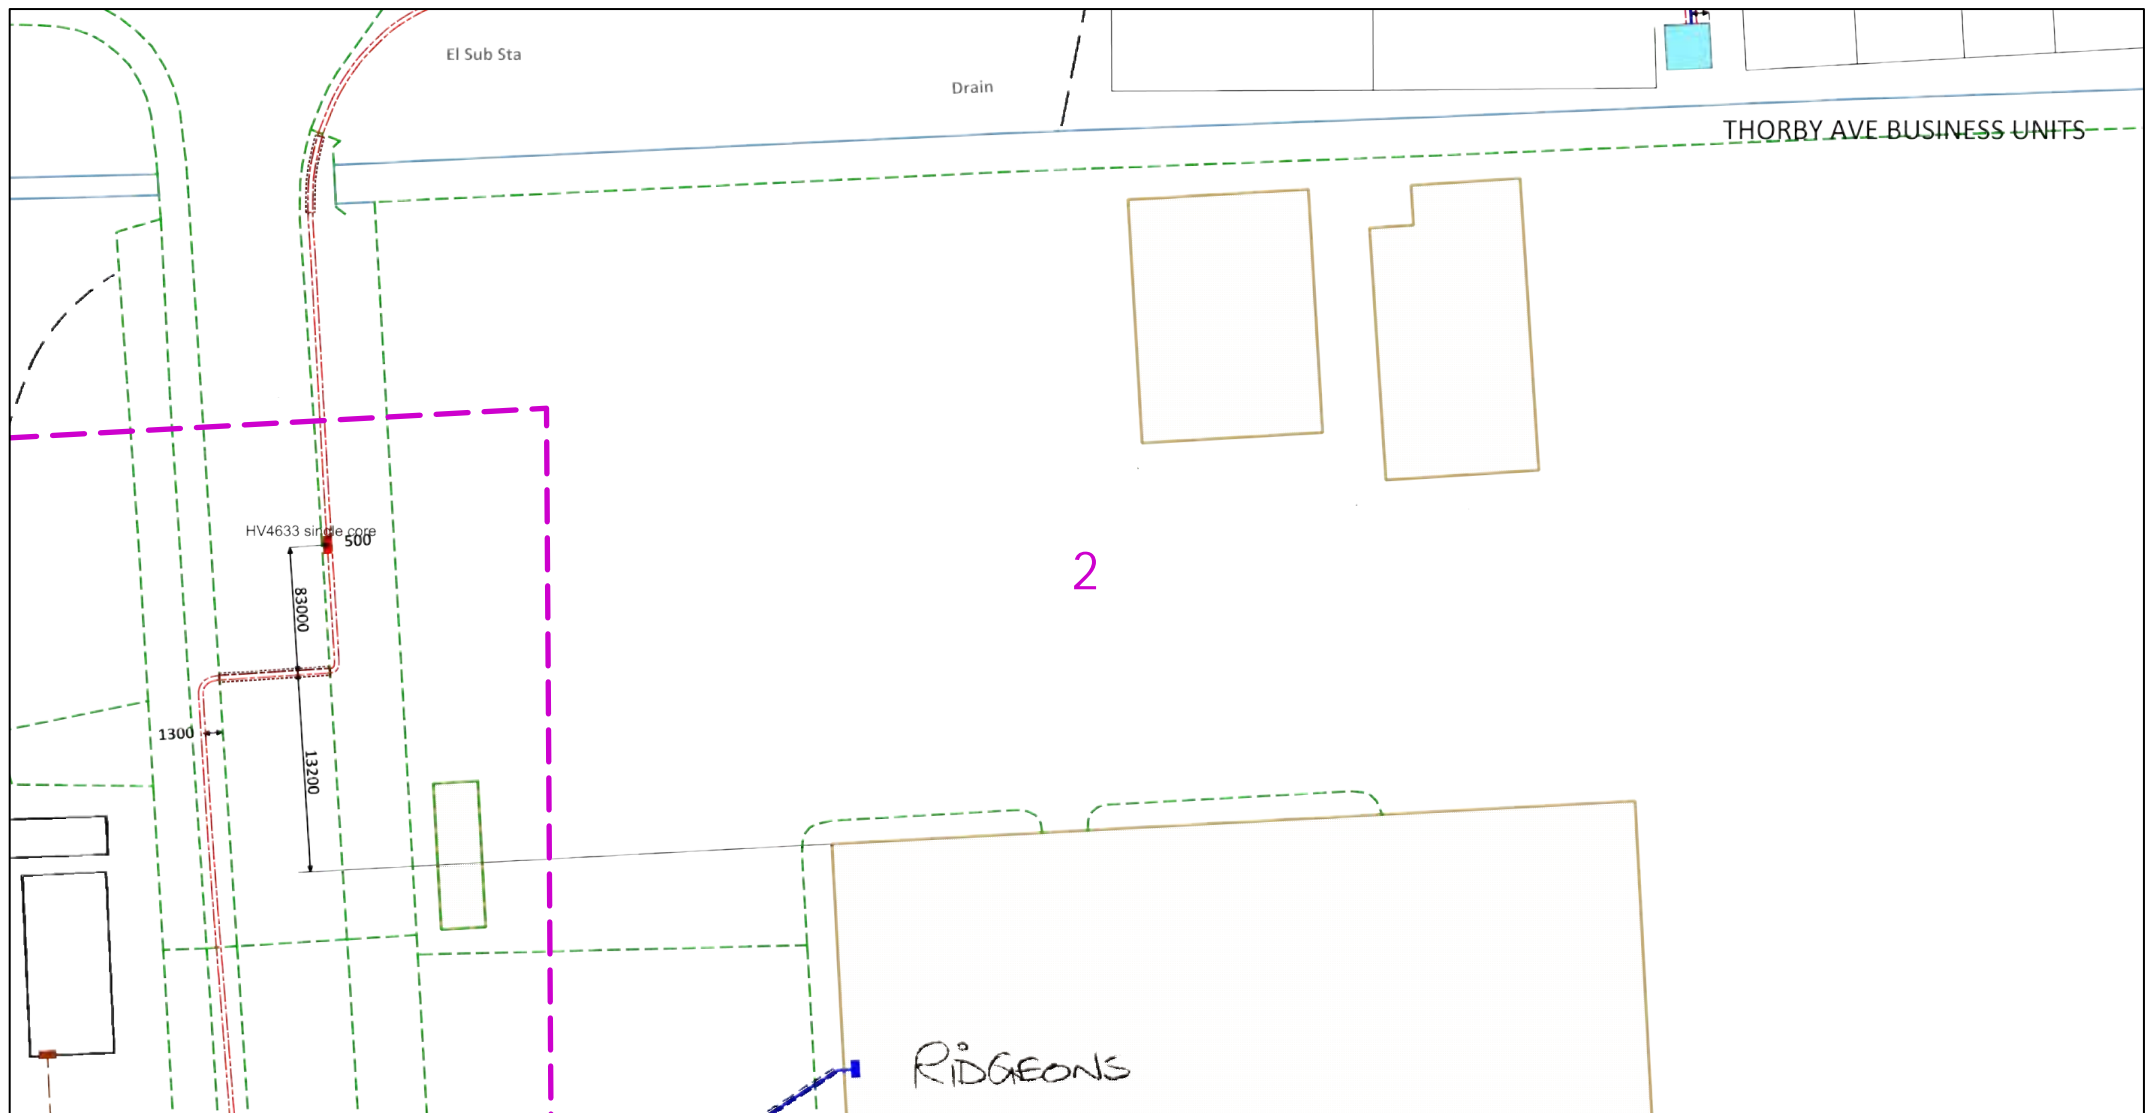 El Sub Sta
Drain
THORBY AVE BUSINESS UNITS
HV4633 single core
500
2
83000
1300
13200
RIDGEONS